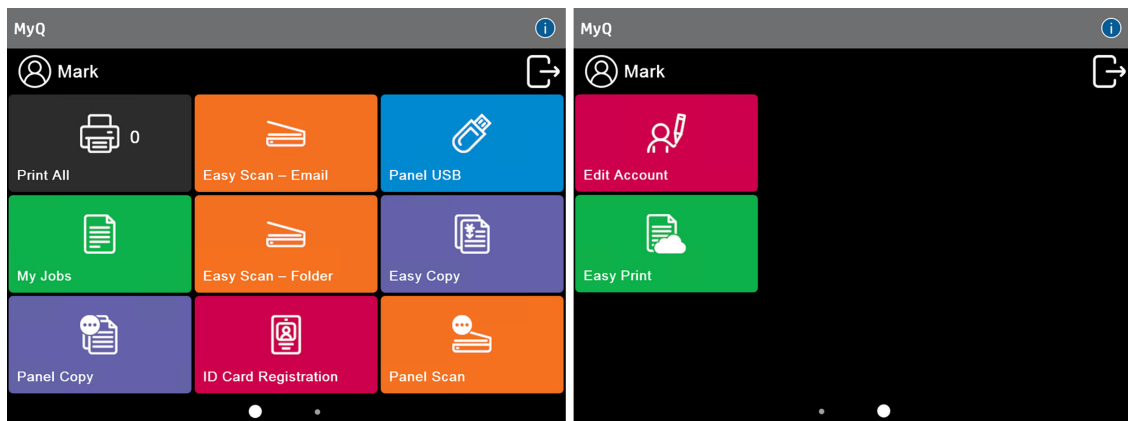 MyQ
Mark
0
Print All
Easy Scan – Email
Panel USB
My Jobs
Easy Scan – Folder
Easy Copy
Panel Copy
ID Card Registration
Panel Scan
MyQ
Mark
Edit Account
Easy Print